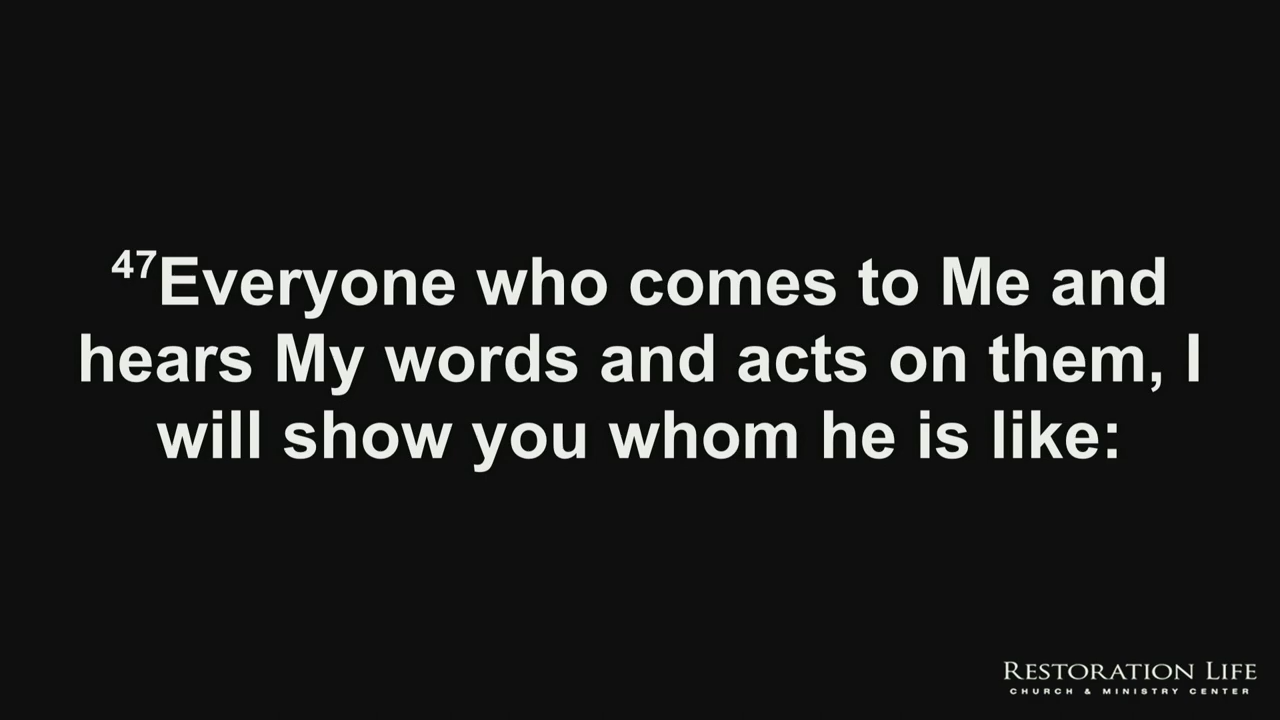 47Everyone who comes to Me and
hears My words and acts on them, I
will show you whom he is like:
RESTORATION LIFE
CHURCH & MINISTRY CENTER